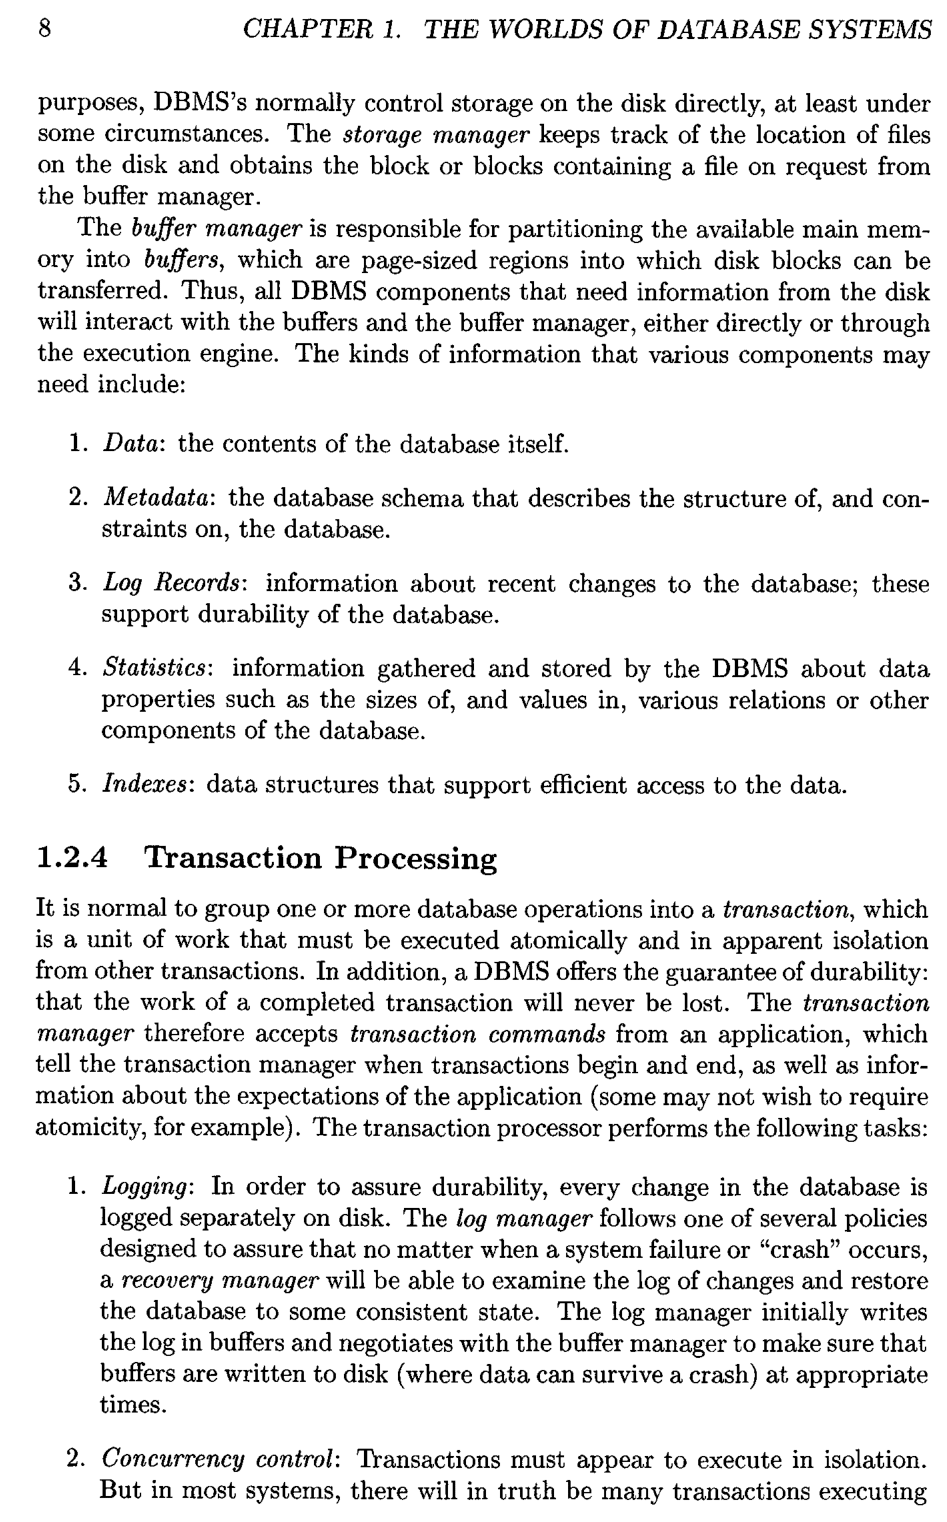 8 CHAPTER 1. THE WORLDS OF DATABASE SYSTEMS
purposes, DBMS's normally control storage on the disk directly, at least under
some circumstances. The storage manager keeps track of the location of files
on the disk and obtains the block or blocks containing a file on request from
the buffer manager.
The buffer manager is responsible for partitioning the available main mem-
ory into buffers, which are page-sized regions into which disk blocks can be
transferred. Thus, all DBMS components that need information from the disk
will interact with the buffers and the buffer manager, either directly or through
the execution engine. The kinds of information that various components may
need include:
1. Data: the contents of the database itself.
2. Metadata: the database schema that describes the structure of, and con-
straints on, the database.
3. Log Records: information about recent changes to the database; these
support durability of the database.
4. Statistics: information gathered and stored by the DBMS about data
properties such as the sizes of, and values in, various relations or other
components of the database.
5. Indexes: data structures that support efficient access to the data.
1.2.4 Transaction Processing
It is normal to group one or more database operations into a transaction, which
is a unit of work that must be executed atomically and in apparent isolation
from other transactions. In addition, a DBMS offers the guarantee of durability:
that the work of a completed transaction will never be lost. The transaction
manager therefore accepts transaction commands from an application, which
tell the transaction manager when transactions begin and end, as well as infor-
mation about the expectations of the application (some may not wish to require
atomicity, for example). The transaction processor performs the following tasks:
1. Logging: In order to assure durability, every change in the database is
logged separately on disk. The log manager follows one of several policies
designed to assure that no matter when a system failure or “crash” occurs,
a recovery manager will be able to examine the log of changes and restore
the database to some consistent state. The log manager initially writes
the log in buffers and negotiates with the buffer manager to make sure that
buffers are written to disk (where data can survive a crash) at appropriate
times.
2. Concurrency control: Transactions must appear to execute in isolation.
But in most systems, there will in truth be many transactions executing